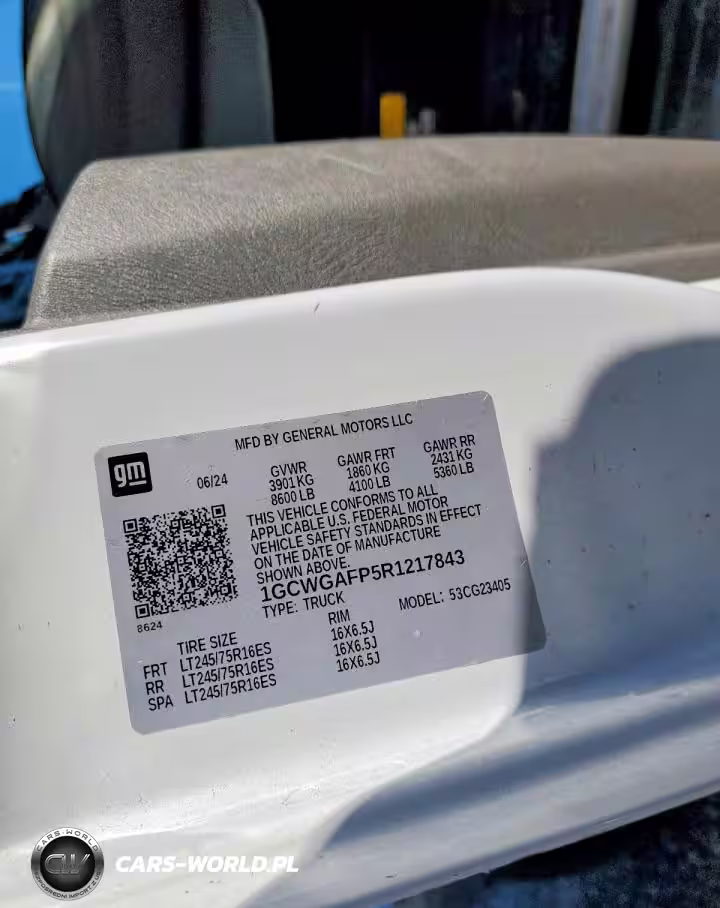 MFD BY GENERAL MOTORS LLC
gm
06/24
GVWR GAWR FRT GAWR RR
3901 KG 1860 KG 2431 KG
8600 LB 4100 LB 5360 LB
THIS VEHICLE CONFORMS TO ALL
APPLICABLE U.S. FEDERAL MOTOR
VEHICLE SAFETY STANDARDS IN EFFECT
ON THE DATE OF MANUFACTURE
SHOWN ABOVE.
1GCWGAFP5R1217843
TYPE: TRUCK MODEL: 53CG23405
8624
TIRE SIZE RIM
FRT LT245/75R16ES 16X6.5J
RR LT245/75R16ES 16X6.5J
SPA LT245/75R16ES 16X6.5J
CARS-WORLD
CW
CARS-WORLD.PL